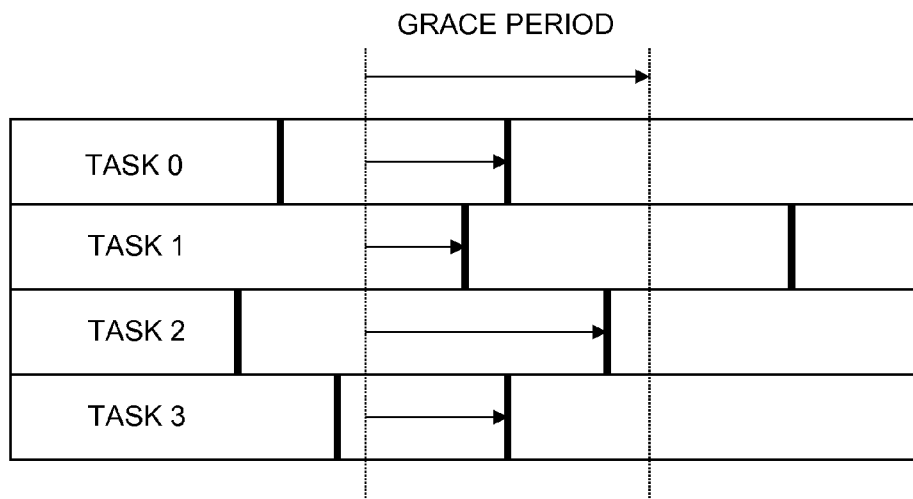 GRACE PERIOD
TASK 0
TASK 1
TASK 2
TASK 3